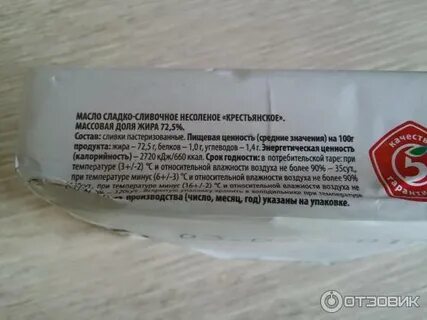 МАСЛО СЛАДКО-СЛИВОЧНОЕ НЕСОЛЕНОЕ «КРЕСТЬЯНСКОЕ».
МАССОВАЯ ДОЛЯ ЖИРА 72,5%.
Состав: сливки пастеризованные. Пищевая ценность (средние значения) на 100г
продукта: жира – 72,5 г, белков – 1,0 г, углеводов – 1,4 г. Энергетическая ценность
(калорийность) – 2720 кДж/660 ккал. Срок годности: в потребительской таре: при
температуре (3+/-2) °С и относительной влажности воздуха не более 90% – 35сут.,
при температуре минус (6+/-3) °С и относительной влажности воздуха не более 90%
при температуре минус (16+/-2) °С и относительной влажности воздуха
производства (число, месяц, год) указаны на упаковке.
качество
5
гарантия
ОТЗОВИК